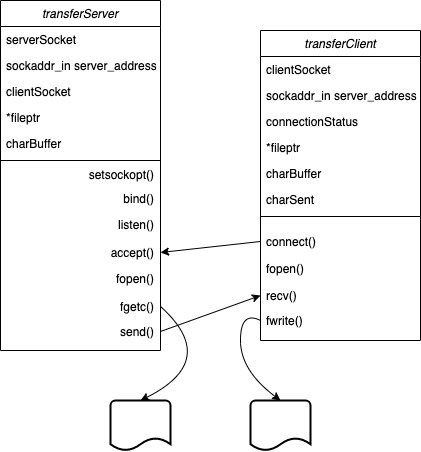 transferServer
serverSocket
sockaddr_in server_address
clientSocket
*fileptr
charBuffer
setsockopt()
bind()
listen()
accept()
fopen()
fgetc()
send()
transferClient
clientSocket
sockaddr_in server_address
connectionStatus
*fileptr
charBuffer
charSent
connect()
fopen()
recv()
fwrite()